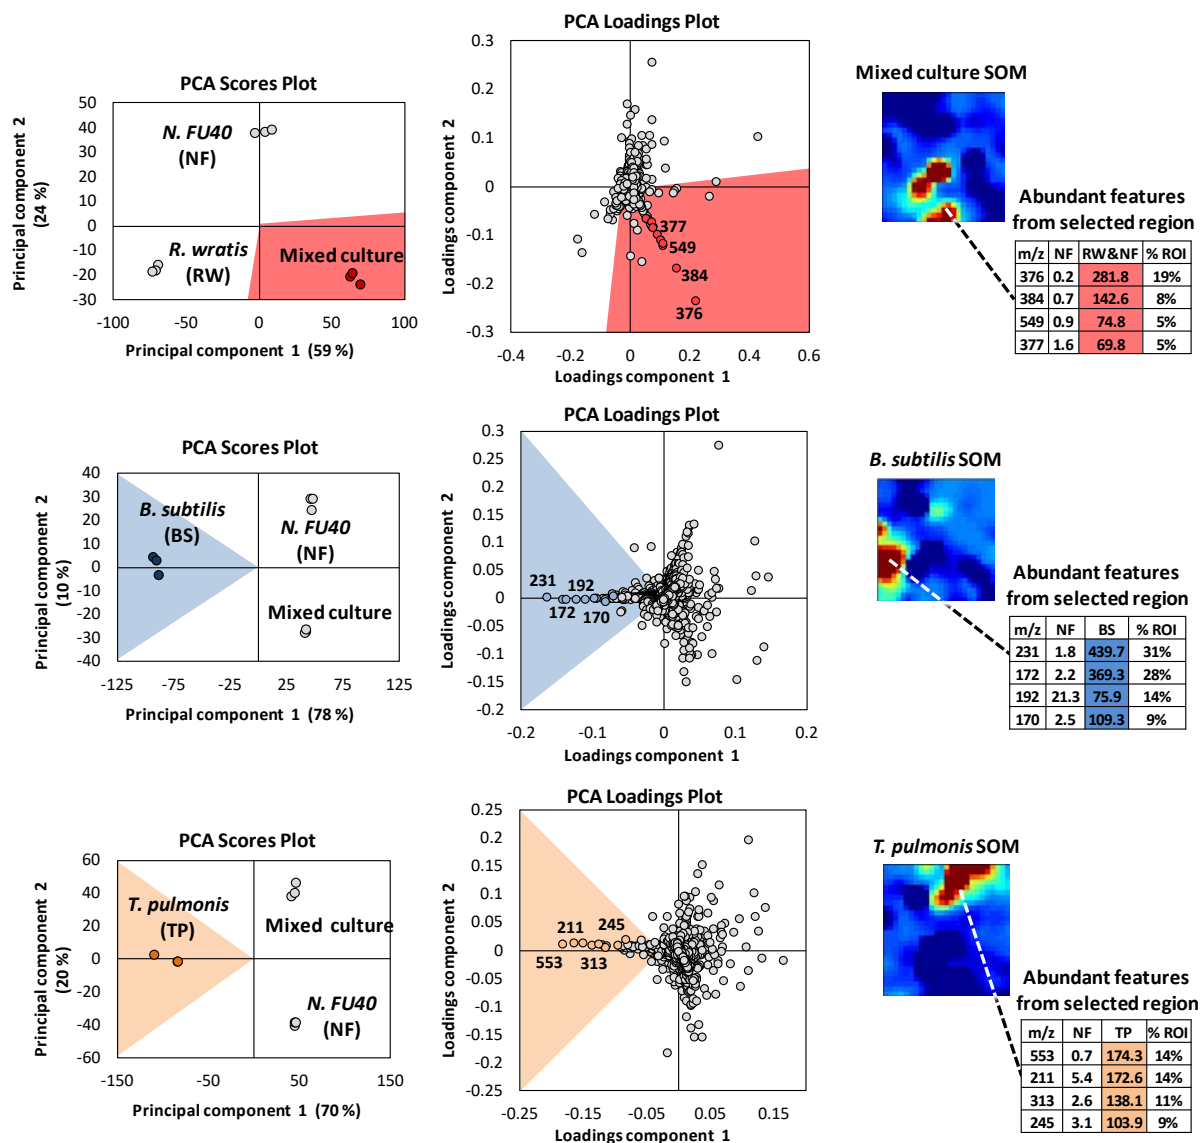 PCA Scores Plot
Principal component 2
(24 %)
50
40
30
20
10
0
-10
-20
-30
N. FU40
(NF)
R. wratis
(RW)
Mixed culture
-100 -50 0 50 100
Principal component 1 (59 %)
PCA Loadings Plot
Loadings component 2
0.3
0.2
0.1
0
-0.1
-0.2
-0.3
377
549
384
376
-0.4 -0.2 0 0.2 0.4 0.6
Loadings component 1
Mixed culture SOM
Abundant features
from selected region
m/z NF RW&NF % ROI
376 0.2 281.8 19%
384 0.7 142.6 8%
549 0.9 74.8 5%
377 1.6 69.8 5%
PCA Scores Plot
Principal component 2
(10 %)
40
30
20
10
0
-10
-20
-30
-40
B. subtilis
(BS)
N. FU40
(NF)
Mixed culture
-125 -75 -25 25 75 125
Principal component 1 (78 %)
PCA Loadings Plot
Loadings component 2
0.3
0.2
0.15
0.1
0.05
0
-0.05
-0.1
-0.15
-0.2
231 192
172 170
-0.2 -0.1 0 0.1 0.2
Loadings component 1
B. subtilis SOM
Abundant features
from selected region
m/z NF BS % ROI
231 1.8 439.7 31%
172 2.2 369.3 28%
192 21.3 75.9 14%
170 2.5 109.3 9%
PCA Scores Plot
Principal component 2
(20 %)
60
40
20
0
-20
-40
-60
T. pulmonis
(TP)
Mixed culture
N. FU40
(NF)
-150 -50 50 150
Principal component 1 (70 %)
PCA Loadings Plot
Loadings component 2
0.25
0.2
0.15
0.1
0.05
0
-0.05
-0.1
-0.15
-0.2
-0.25
211 245
553 313
-0.25 -0.15 -0.05 0.05 0.15
Loadings component 1
T. pulmonis SOM
Abundant features
from selected region
m/z NF TP % ROI
553 0.7 174.3 14%
211 5.4 172.6 14%
313 2.6 138.1 11%
245 3.1 103.9 9%